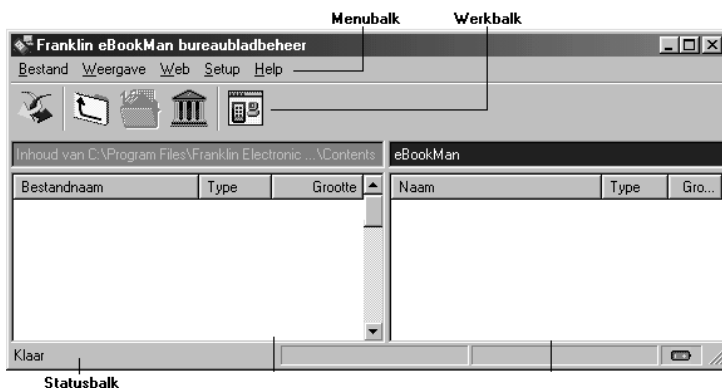 Menubalk Werkbalk
Franklin eBookMan bureaubladbeheer
Bestand Weergave Web Setup Help
Inhoud van C:\Program Files\Franklin Electronic ...\Contents eBookMan
Bestandnaam Type Grootte Naam Type Gro...
Klaar
Statusbalk